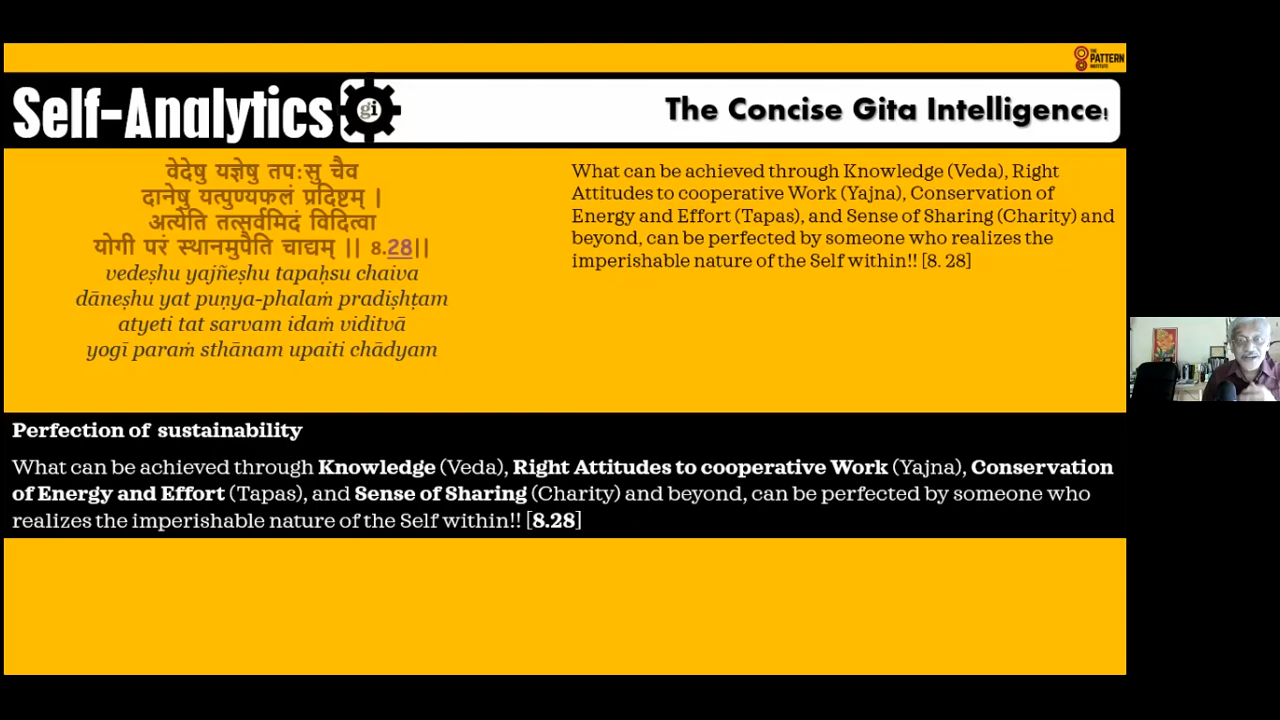 THE
PATTERN
INSTITUTE
Self-Analytics
gi
The Concise Gita Intelligence!
वेदेषु यज्ञेषु तपःसु चैव
दानेषु यत्पुण्यफलं प्रदिष्टम् |
अत्येति तत्सर्वमिदं विदित्वा
योगी परं स्थानमुपैति चाद्यम् || 8.28||
vedeṣhu yajñeṣhu tapaḥsu chaiva
dāneṣhu yat puṇya-phalaṁ pradiṣhṭam
atyeti tat sarvam idaṁ viditvā
yogī paraṁ sthānam upaiti chādyam
What can be achieved through Knowledge (Veda), Right
Attitudes to cooperative Work (Yajna), Conservation of
Energy and Effort (Tapas), and Sense of Sharing (Charity) and
beyond, can be perfected by someone who realizes the
imperishable nature of the Self within!! [8. 28]
Perfection of sustainability
What can be achieved through Knowledge (Veda), Right Attitudes to cooperative Work (Yajna), Conservation
of Energy and Effort (Tapas), and Sense of Sharing (Charity) and beyond, can be perfected by someone who
realizes the imperishable nature of the Self within!! [8.28]